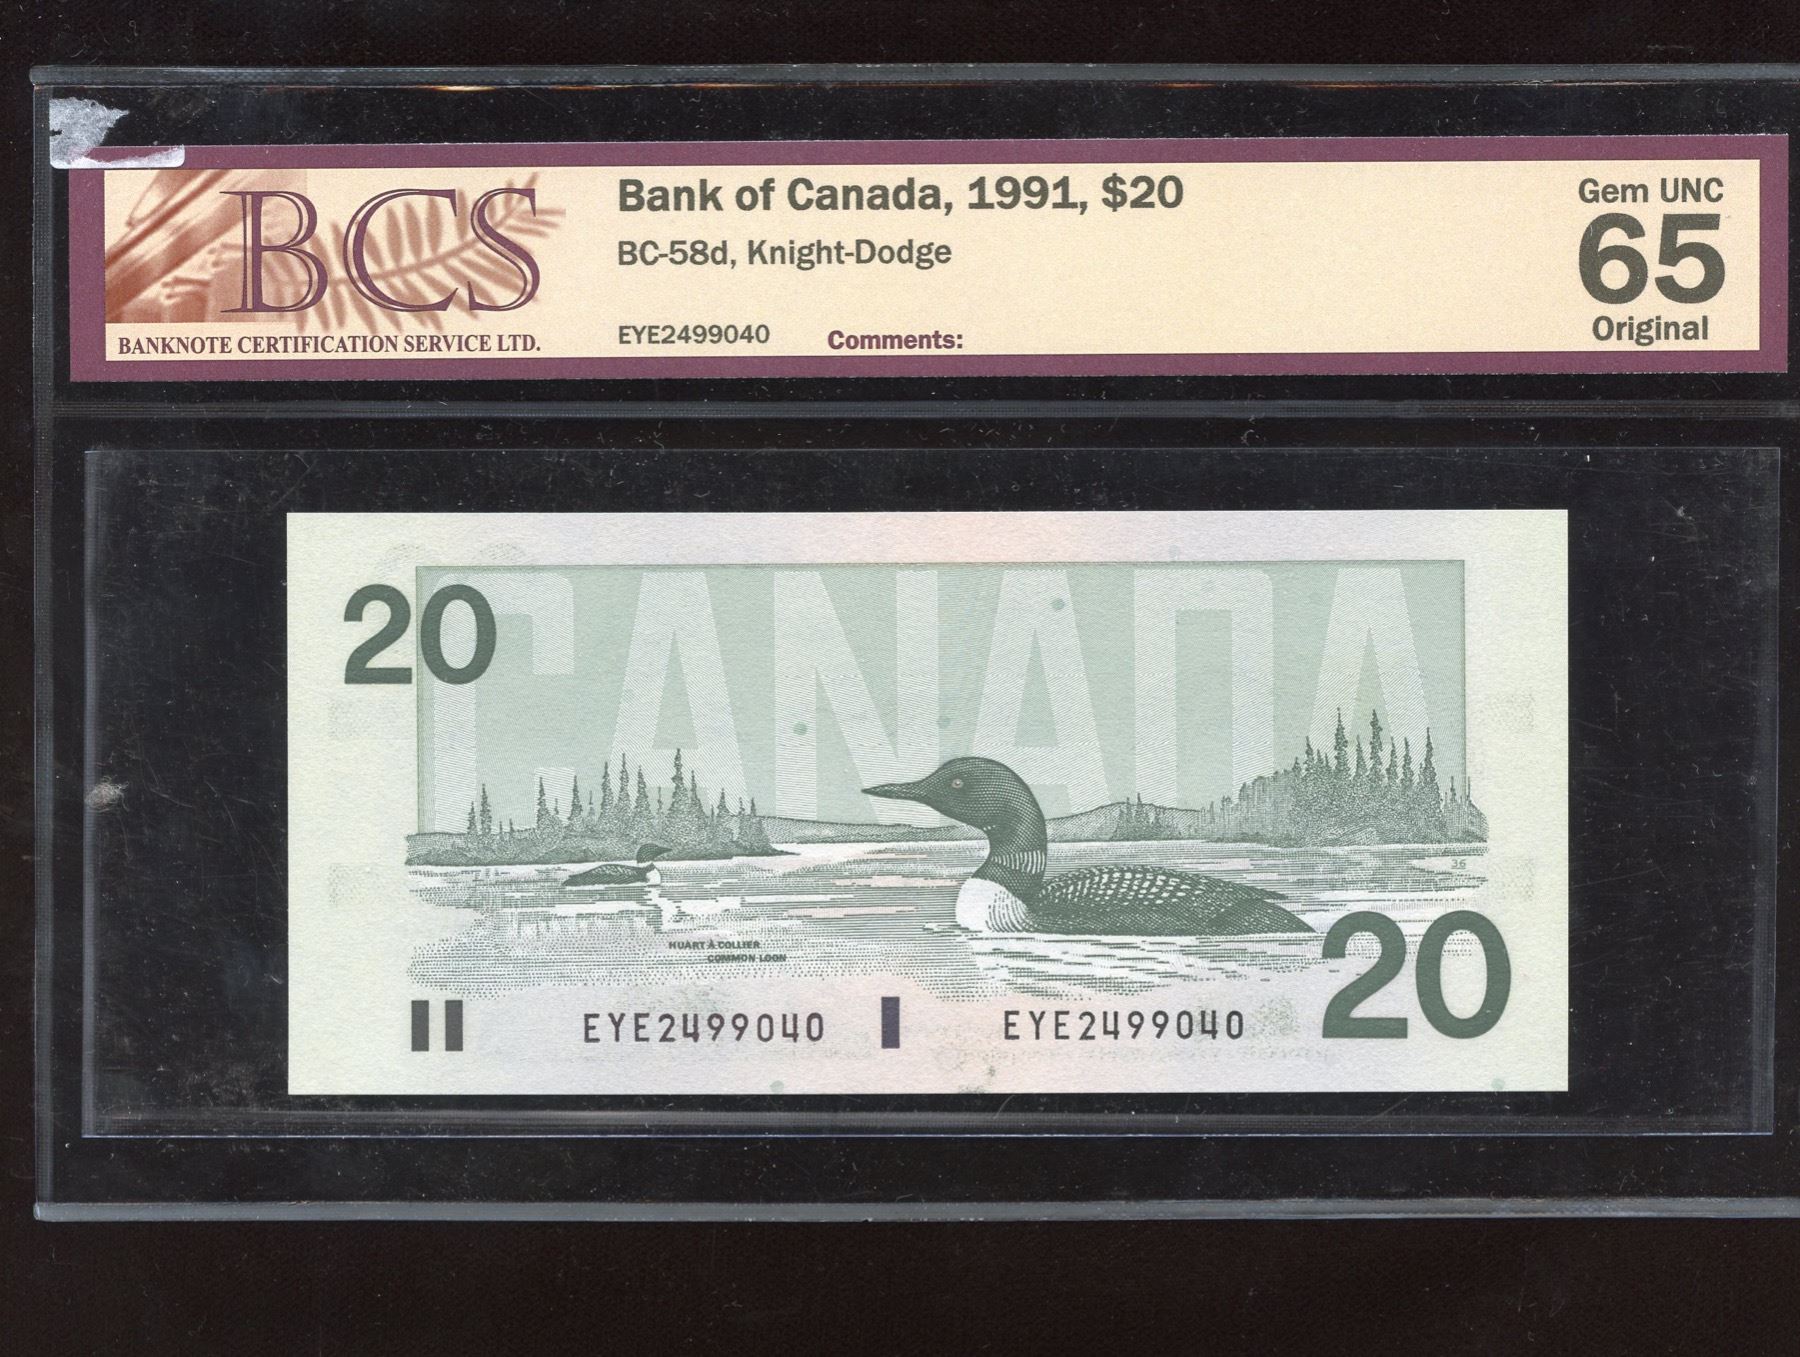 BCS
BANKNOTE CERTIFICATION SERVICE LTD.
Bank of Canada, 1991, $20
BC-58d, Knight-Dodge
EYE2499040 Comments:
Gem UNC
65
Original
CANADA
20
36
HUART À COLLIER
COMMON LOON
20
EYE2499040 EYE2499040